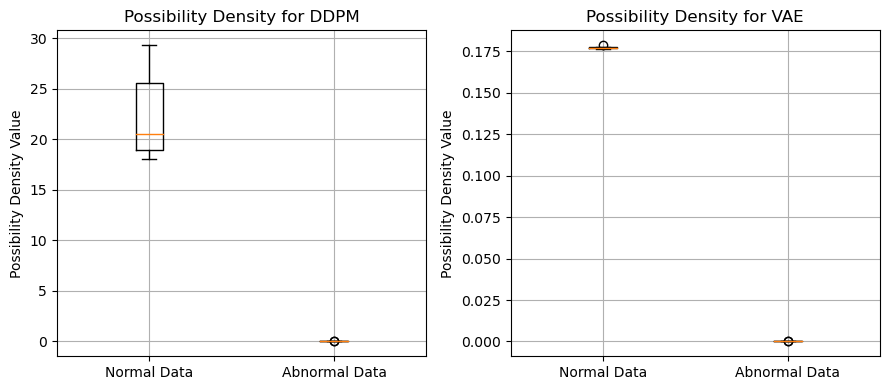 Possibility Density for DDPM
Possibility Density Value
30
25
20
15
10
5
0
Normal Data
Abnormal Data
Possibility Density for VAE
Possibility Density Value
0.175
0.150
0.125
0.100
0.075
0.050
0.025
0.000
Normal Data
Abnormal Data